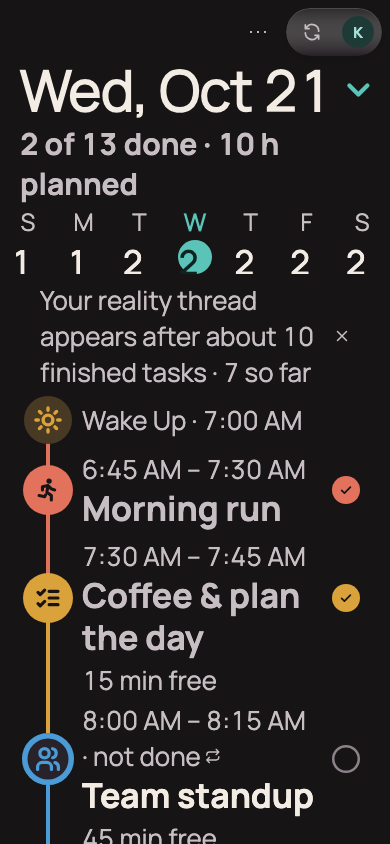 ...
K
Wed, Oct 21
2 of 13 done · 10 h
planned
S M T W T F S
1 1 2 2 2 2 2
Your reality thread
appears after about 10 ×
finished tasks · 7 so far
Wake Up · 7:00 AM
6:45 AM – 7:30 AM
Morning run
7:30 AM – 7:45 AM
Coffee & plan
the day
15 min free
8:00 AM – 8:15 AM
· not done
Team standup
45 min free